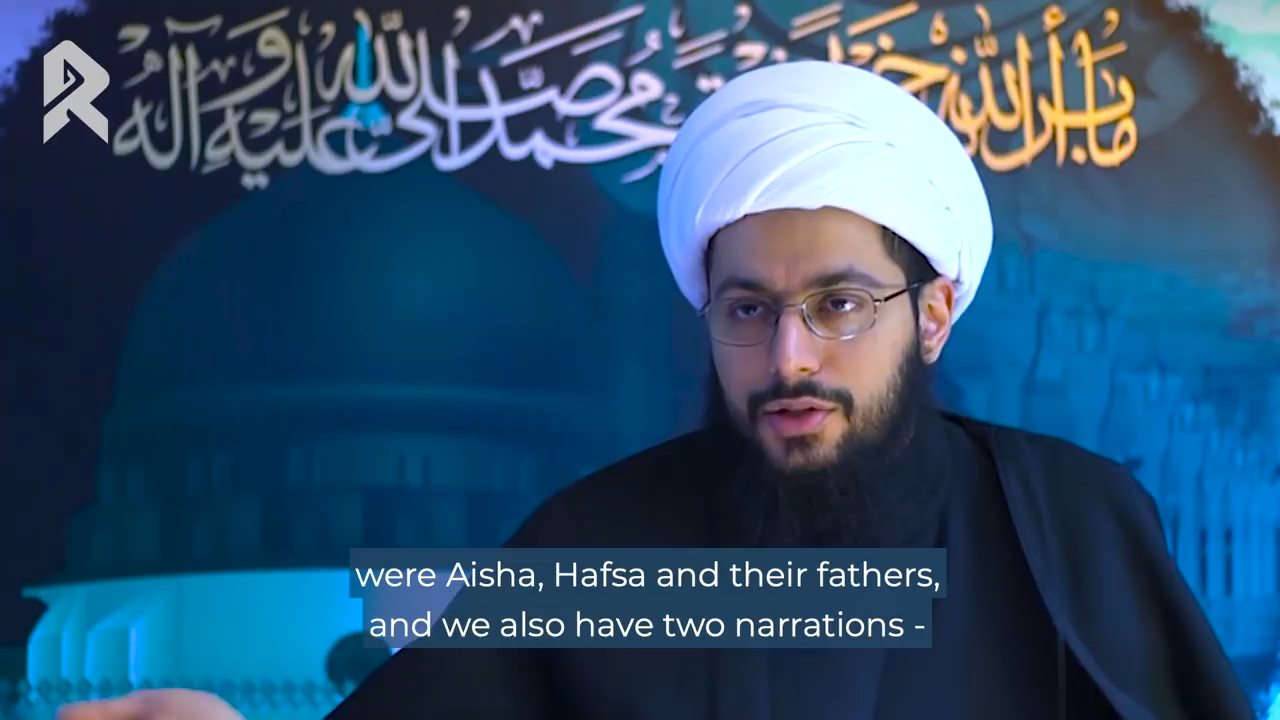 محمد صلى الله عليه وآله
were Aisha, Hafsa and their fathers,
and we also have two narrations -